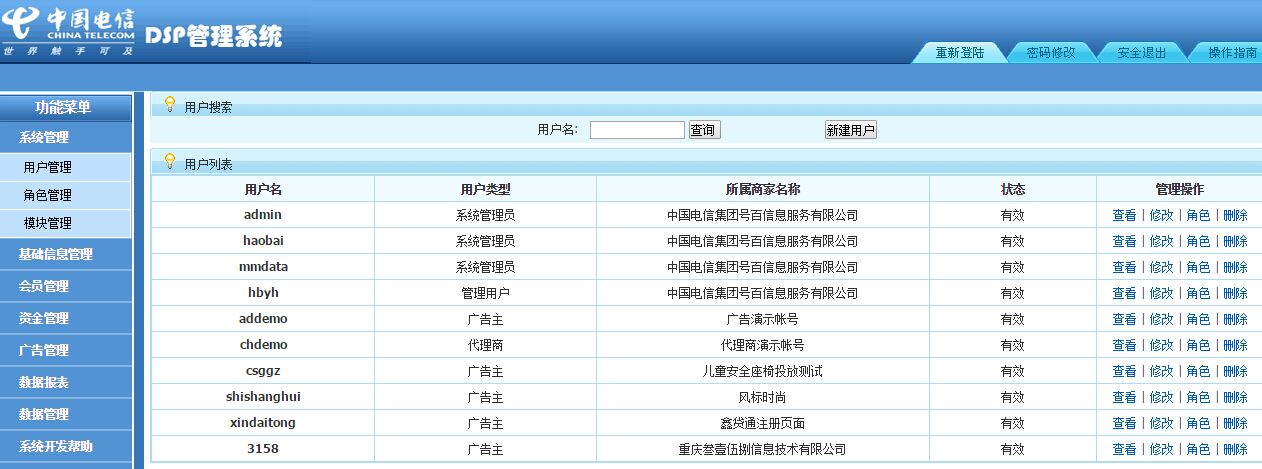 中国电信
CHINA TELECOM
世界触手可及
DSP管理系统
重新登陆 密码修改 安全退出 操作指南
功能菜单
系统管理
用户管理
角色管理
模块管理
基础信息管理
会员管理
资金管理
广告管理
数据报表
数据管理
系统开发帮助
用户搜索
用户名: 查询 新建用户
用户列表
用户名 用户类型 所属商家名称 状态 管理操作
admin 系统管理员 中国电信集团号百信息服务有限公司 有效 查看 | 修改 | 角色 | 删除
haobai 系统管理员 中国电信集团号百信息服务有限公司 有效 查看 | 修改 | 角色 | 删除
mmdata 系统管理员 中国电信集团号百信息服务有限公司 有效 查看 | 修改 | 角色 | 删除
hbyh 管理用户 中国电信集团号百信息服务有限公司 有效 查看 | 修改 | 角色 | 删除
addemo 广告主 广告演示帐号 有效 查看 | 修改 | 角色 | 删除
chdemo 代理商 代理商演示帐号 有效 查看 | 修改 | 角色 | 删除
csggz 广告主 儿童安全座椅投放测试 有效 查看 | 修改 | 角色 | 删除
shishanghui 广告主 风标时尚 有效 查看 | 修改 | 角色 | 删除
xindaitong 广告主 鑫贷通注册页面 有效 查看 | 修改 | 角色 | 删除
3158 广告主 重庆叁壹伍捌信息技术有限公司 有效 查看 | 修改 | 角色 | 删除